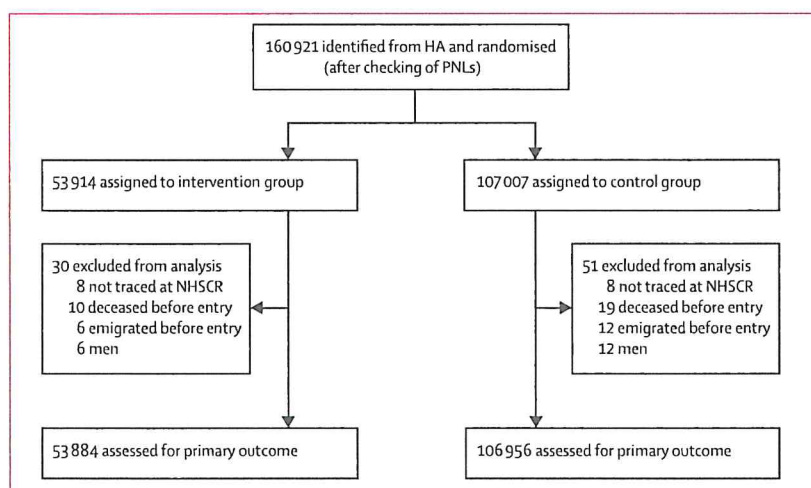 160 921 identified from HA and randomised
(after checking of PNLs)
53 914 assigned to intervention group
107 007 assigned to control group
30 excluded from analysis
8 not traced at NHSCR
10 deceased before entry
6 emigrated before entry
6 men
51 excluded from analysis
8 not traced at NHSCR
19 deceased before entry
12 emigrated before entry
12 men
53 884 assessed for primary outcome
106 956 assessed for primary outcome